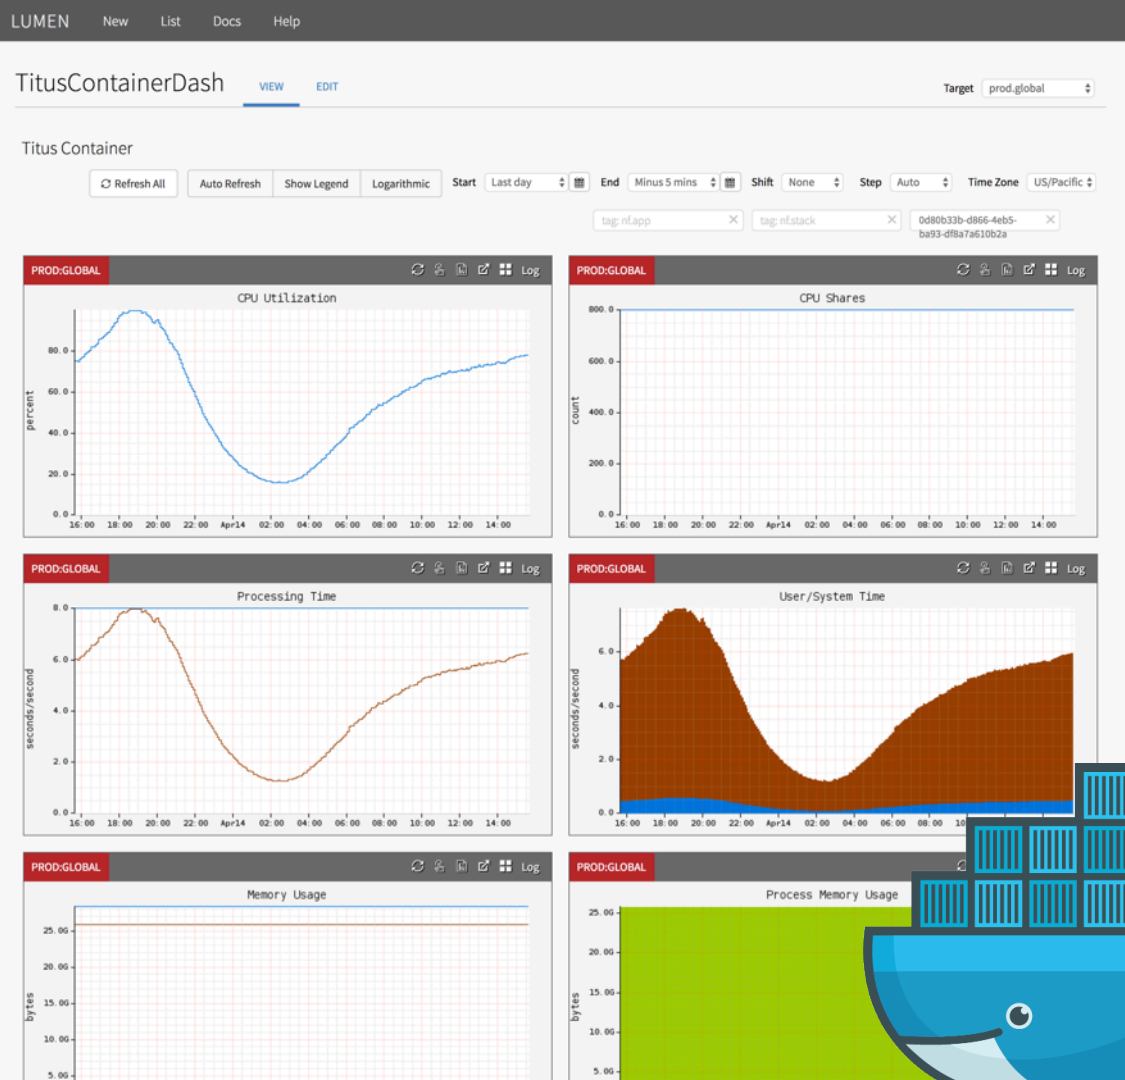 LUMEN New List Docs Help
TitusContainerDash VIEW EDIT Target prod.global
Titus Container
Refresh All Auto Refresh Show Legend Logarithmic Start Last day End Minus 5 mins Shift None Step Auto Time Zone US/Pacific
tag: nf.app tag: nf.stack 0d80b33b-d866-4eb5-
ba93-df8a7a610b2a
PROD:GLOBAL Log
CPU Utilization
percent
80.0
60.0
40.0
20.0
0.0
16:00 18:00 20:00 22:00 Apr14 02:00 04:00 06:00 08:00 10:00 12:00 14:00
PROD:GLOBAL Log
CPU Shares
count
800.0
600.0
400.0
200.0
0.0
16:00 18:00 20:00 22:00 Apr14 02:00 04:00 06:00 08:00 10:00 12:00 14:00
PROD:GLOBAL Log
Processing Time
seconds/second
8.0
6.0
4.0
2.0
0.0
16:00 18:00 20:00 22:00 Apr14 02:00 04:00 06:00 08:00 10:00 12:00 14:00
PROD:GLOBAL Log
User/System Time
seconds/second
6.0
4.0
2.0
0.0
16:00 18:00 20:00 22:00 Apr14 02:00 04:00 06:00 08:00 10
PROD:GLOBAL Log
Memory Usage
bytes
25.0G
20.0G
15.0G
10.0G
5.0G
PROD:GLOBAL
Process Memory Usage
bytes
25.0G
20.0G
15.0G
10.0G
5.0G